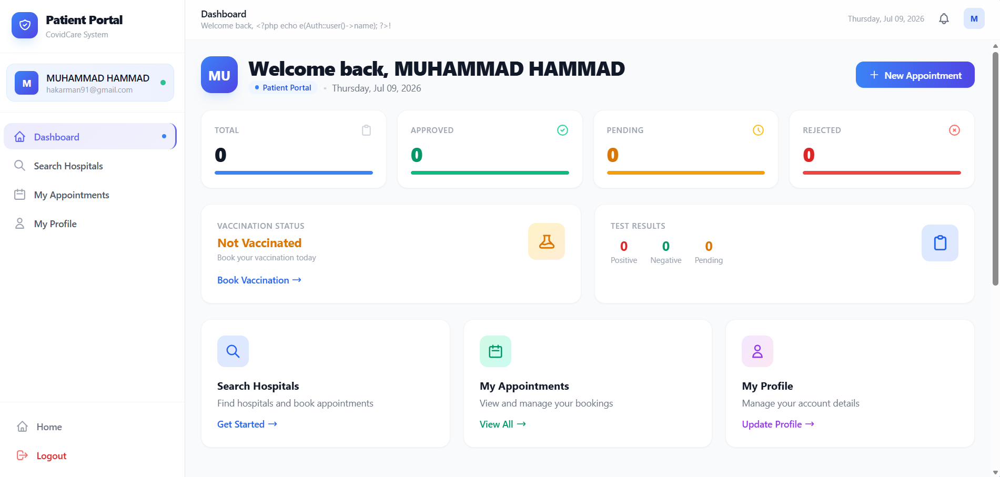 Patient Portal
CovidCare System
M
MUHAMMAD HAMMAD
hakarman91@gmail.com
Dashboard
Search Hospitals
My Appointments
My Profile
Home
Logout
Dashboard
Welcome back, <?php echo e(Auth::user()->name); ?>!
Thursday, Jul 09, 2026
M
MU
Welcome back, MUHAMMAD HAMMAD
Patient Portal • Thursday, Jul 09, 2026
+ New Appointment
TOTAL
0
APPROVED
0
PENDING
0
REJECTED
0
VACCINATION STATUS
Not Vaccinated
Book your vaccination today
Book Vaccination →
TEST RESULTS
0 0 0
Positive Negative Pending
Search Hospitals
Find hospitals and book appointments
Get Started →
My Appointments
View and manage your bookings
View All →
My Profile
Manage your account details
Update Profile →